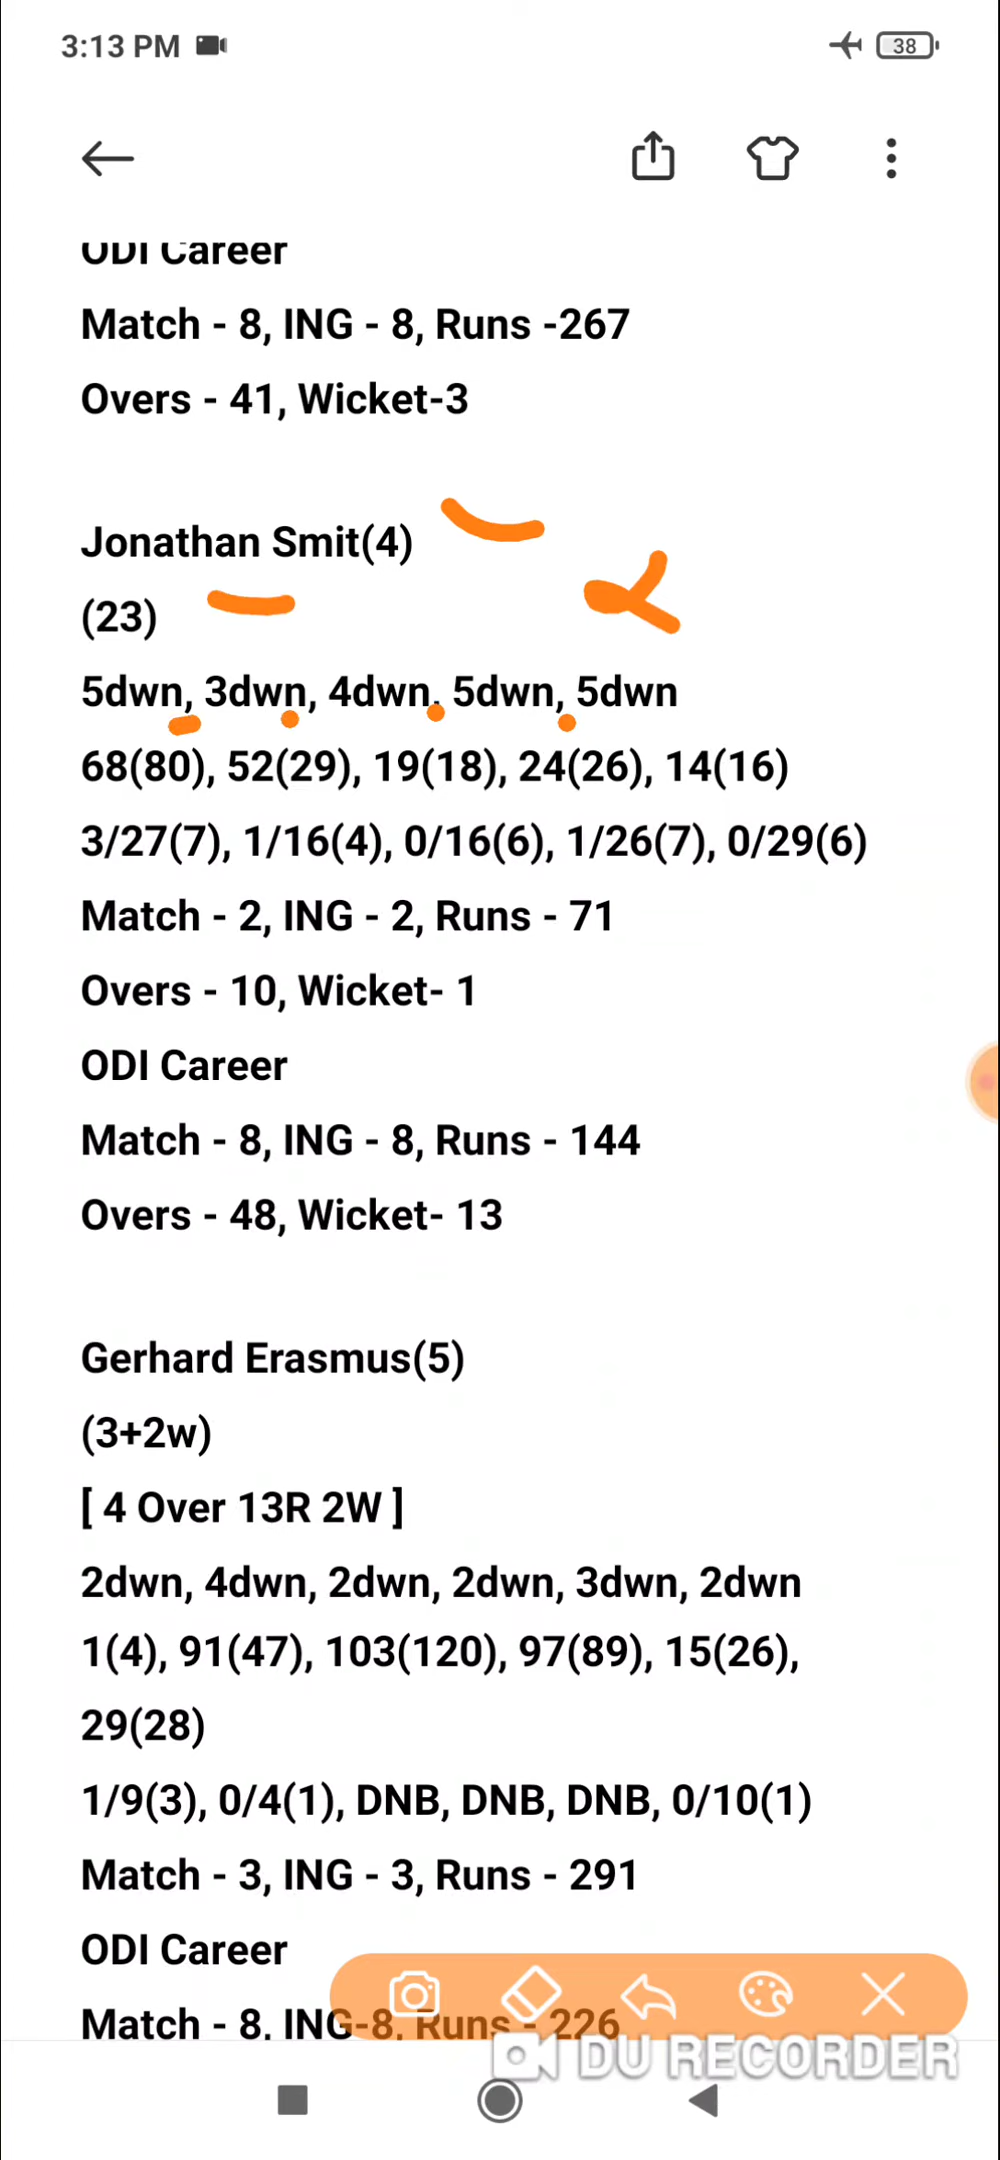 3:13 PM
38
ODI Career
Match - 8, ING - 8, Runs -267
Overs - 41, Wicket-3
Jonathan Smit(4)
(23)
5dwn, 3dwn, 4dwn, 5dwn, 5dwn
68(80), 52(29), 19(18), 24(26), 14(16)
3/27(7), 1/16(4), 0/16(6), 1/26(7), 0/29(6)
Match - 2, ING - 2, Runs - 71
Overs - 10, Wicket- 1
ODI Career
Match - 8, ING - 8, Runs - 144
Overs - 48, Wicket- 13
Gerhard Erasmus(5)
(3+2w)
[ 4 Over 13R 2W ]
2dwn, 4dwn, 2dwn, 2dwn, 3dwn, 2dwn
1(4), 91(47), 103(120), 97(89), 15(26),
29(28)
1/9(3), 0/4(1), DNB, DNB, DNB, 0/10(1)
Match - 3, ING - 3, Runs - 291
ODI Career
Match - 8, ING-8, Runs - 226
DU RECORDER